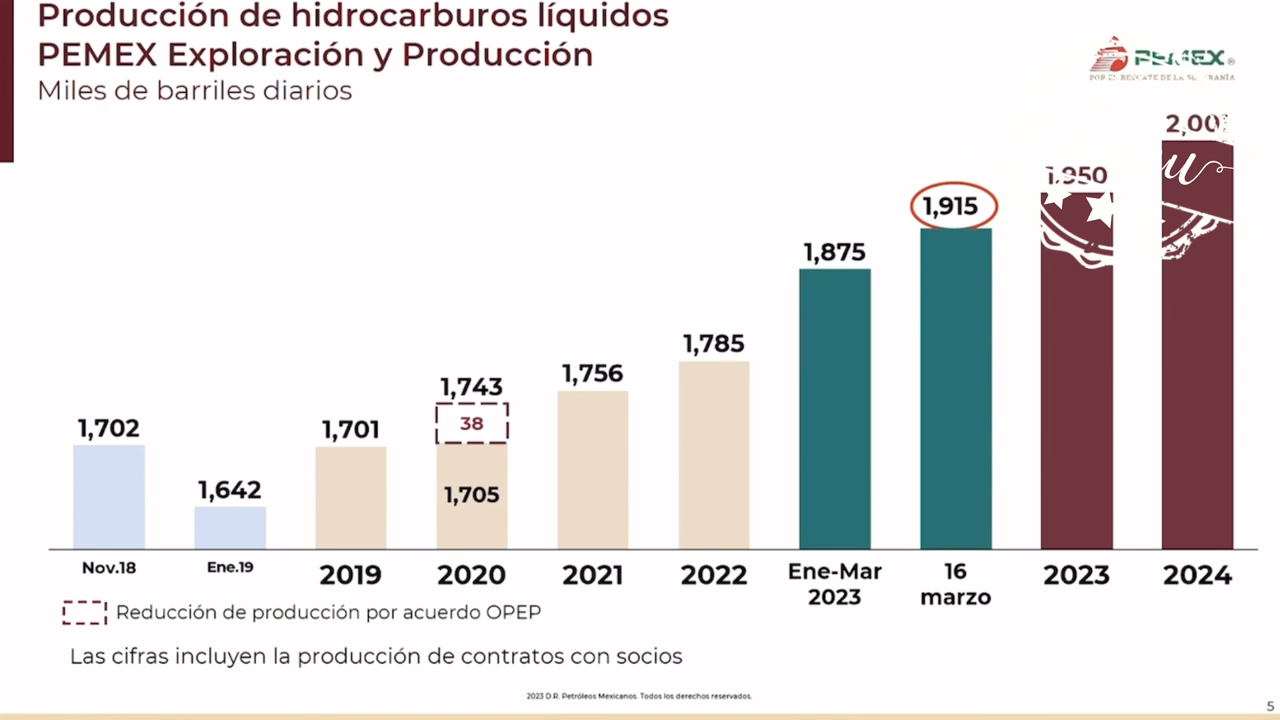 Producción de hidrocarburos líquidos
PEMEX Exploración y Producción
Miles de barriles diarios
PEMEX®
1,702
1,642
1,701
1,743
38
1,705
1,756
1,785
1,875
1,915
1,950
Nov.18
Ene.19
2019
2020
2021
2022
Ene-Mar
2023
16
marzo
2023
2024
Reducción de producción por acuerdo OPEP
Las cifras incluyen la producción de contratos con socios
2023 D.R. Petróleos Mexicanos. Todos los derechos reservados.
5